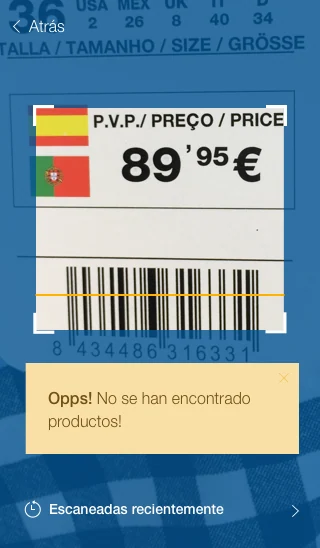 36 USA MEX UK IT D
2 26 8 40 34
Atrás
TALLA / TAMANHO / SIZE / GRÖSSE
P.V.P./ PREÇO / PRICE
89'95€
8 434486 316331
Opps! No se han encontrado
productos!
Escaneadas recientemente